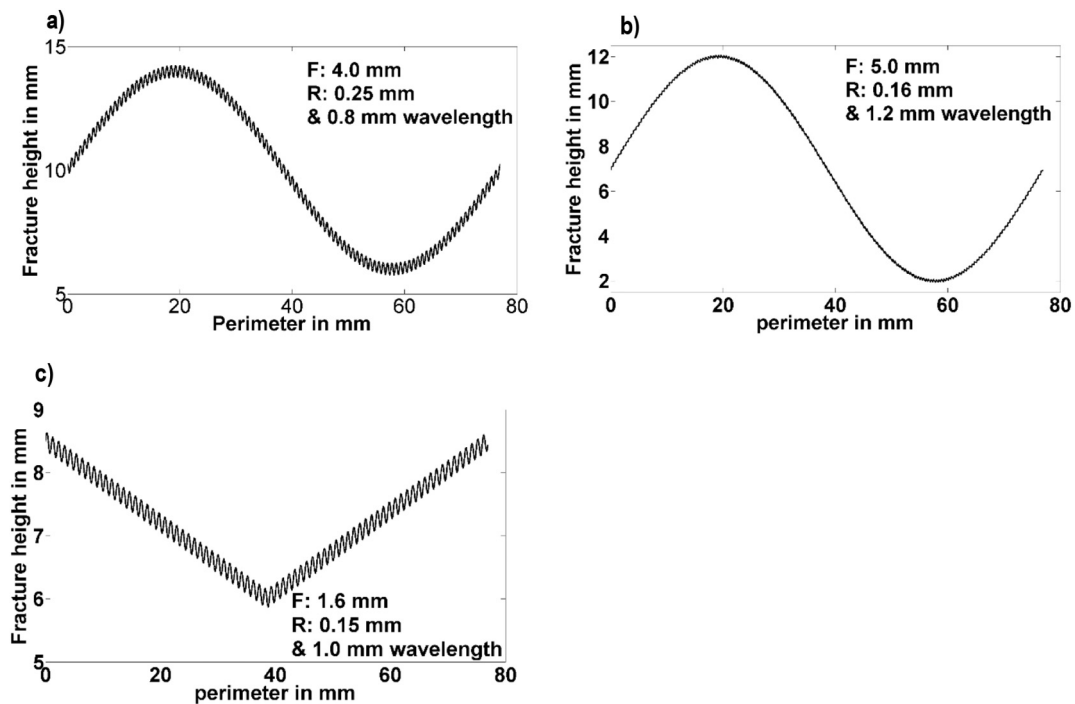 a)
15
10
5
0
20
40
60
80
Fracture height in mm
Perimeter in mm
F: 4.0 mm
R: 0.25 mm
& 0.8 mm wavelength
b)
12
10
8
6
4
2
0
20
40
60
80
Fracture height in mm
perimeter in mm
F: 5.0 mm
R: 0.16 mm
& 1.2 mm wavelength
c)
9
8
7
6
5
0
20
40
60
80
Fracture height in mm
perimeter in mm
F: 1.6 mm
R: 0.15 mm
& 1.0 mm wavelength